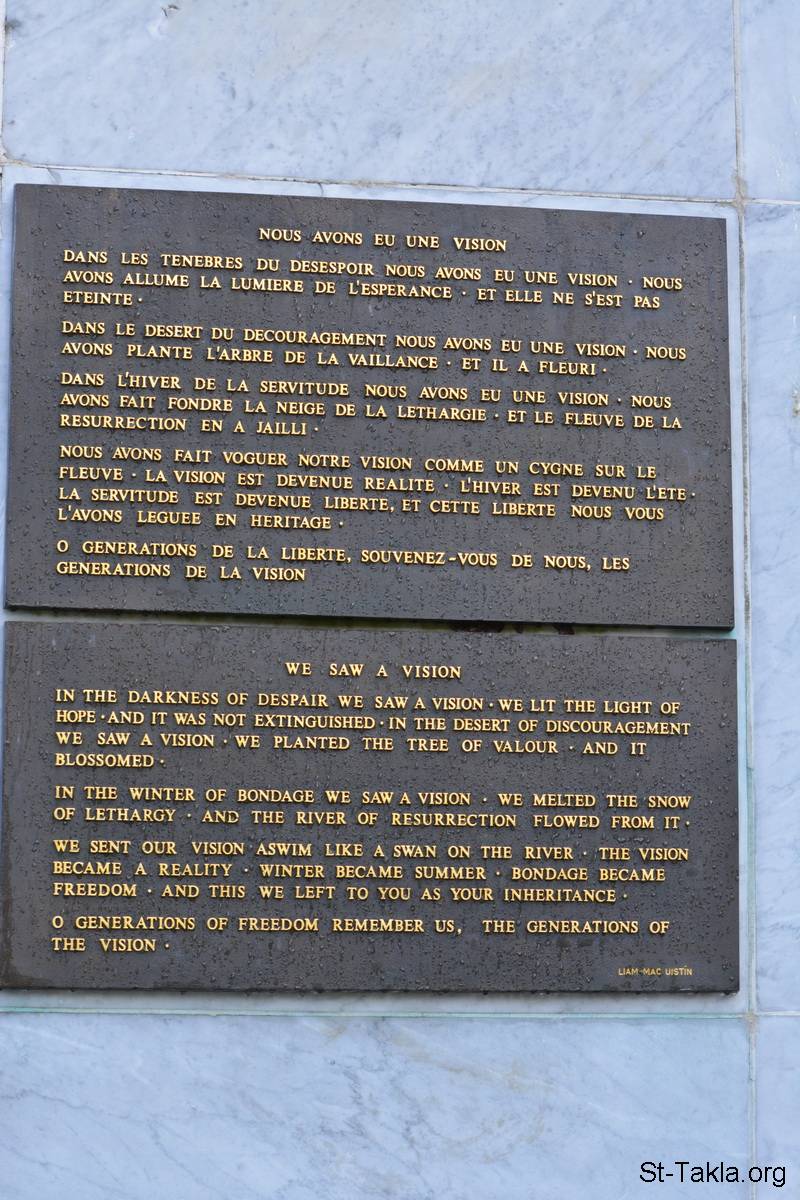 NOUS AVONS EU UNE VISION
DANS LES TENEBRES DU DESESPOIR NOUS AVONS EU UNE VISION · NOUS
AVONS ALLUME LA LUMIERE DE L'ESPERANCE · ET ELLE NE S'EST PAS
ETEINTE ·
DANS LE DESERT DU DECOURAGEMENT NOUS AVONS EU UNE VISION · NOUS
AVONS PLANTE L'ARBRE DE LA VAILLANCE · ET IL A FLEURI ·
DANS L'HIVER DE LA SERVITUDE NOUS AVONS EU UNE VISION · NOUS
AVONS FAIT FONDRE LA NEIGE DE LA LETHARGIE · ET LE FLEUVE DE LA
RESURRECTION EN A JAILLI ·
NOUS AVONS FAIT VOGUER NOTRE VISION COMME UN CYGNE SUR LE
FLEUVE · LA VISION EST DEVENUE REALITE · L'HIVER EST DEVENU L'ETE ·
LA SERVITUDE EST DEVENUE LIBERTE, ET CETTE LIBERTE NOUS VOUS
L'AVONS LEGUEE EN HERITAGE ·
O GENERATIONS DE LA LIBERTE, SOUVENEZ-VOUS DE NOUS, LES
GENERATIONS DE LA VISION
WE SAW A VISION
IN THE DARKNESS OF DESPAIR WE SAW A VISION · WE LIT THE LIGHT OF
HOPE · AND IT WAS NOT EXTINGUISHED · IN THE DESERT OF DISCOURAGEMENT
WE SAW A VISION · WE PLANTED THE TREE OF VALOUR · AND IT
BLOSSOMED ·
IN THE WINTER OF BONDAGE WE SAW A VISION · WE MELTED THE SNOW
OF LETHARGY · AND THE RIVER OF RESURRECTION FLOWED FROM IT ·
WE SENT OUR VISION ASWIM LIKE A SWAN ON THE RIVER · THE VISION
BECAME A REALITY · WINTER BECAME SUMMER · BONDAGE BECAME
FREEDOM · AND THIS WE LEFT TO YOU AS YOUR INHERITANCE ·
O GENERATIONS OF FREEDOM REMEMBER US, THE GENERATIONS OF
THE VISION ·
LIAM MAC UISTÍN
St-Takla.org